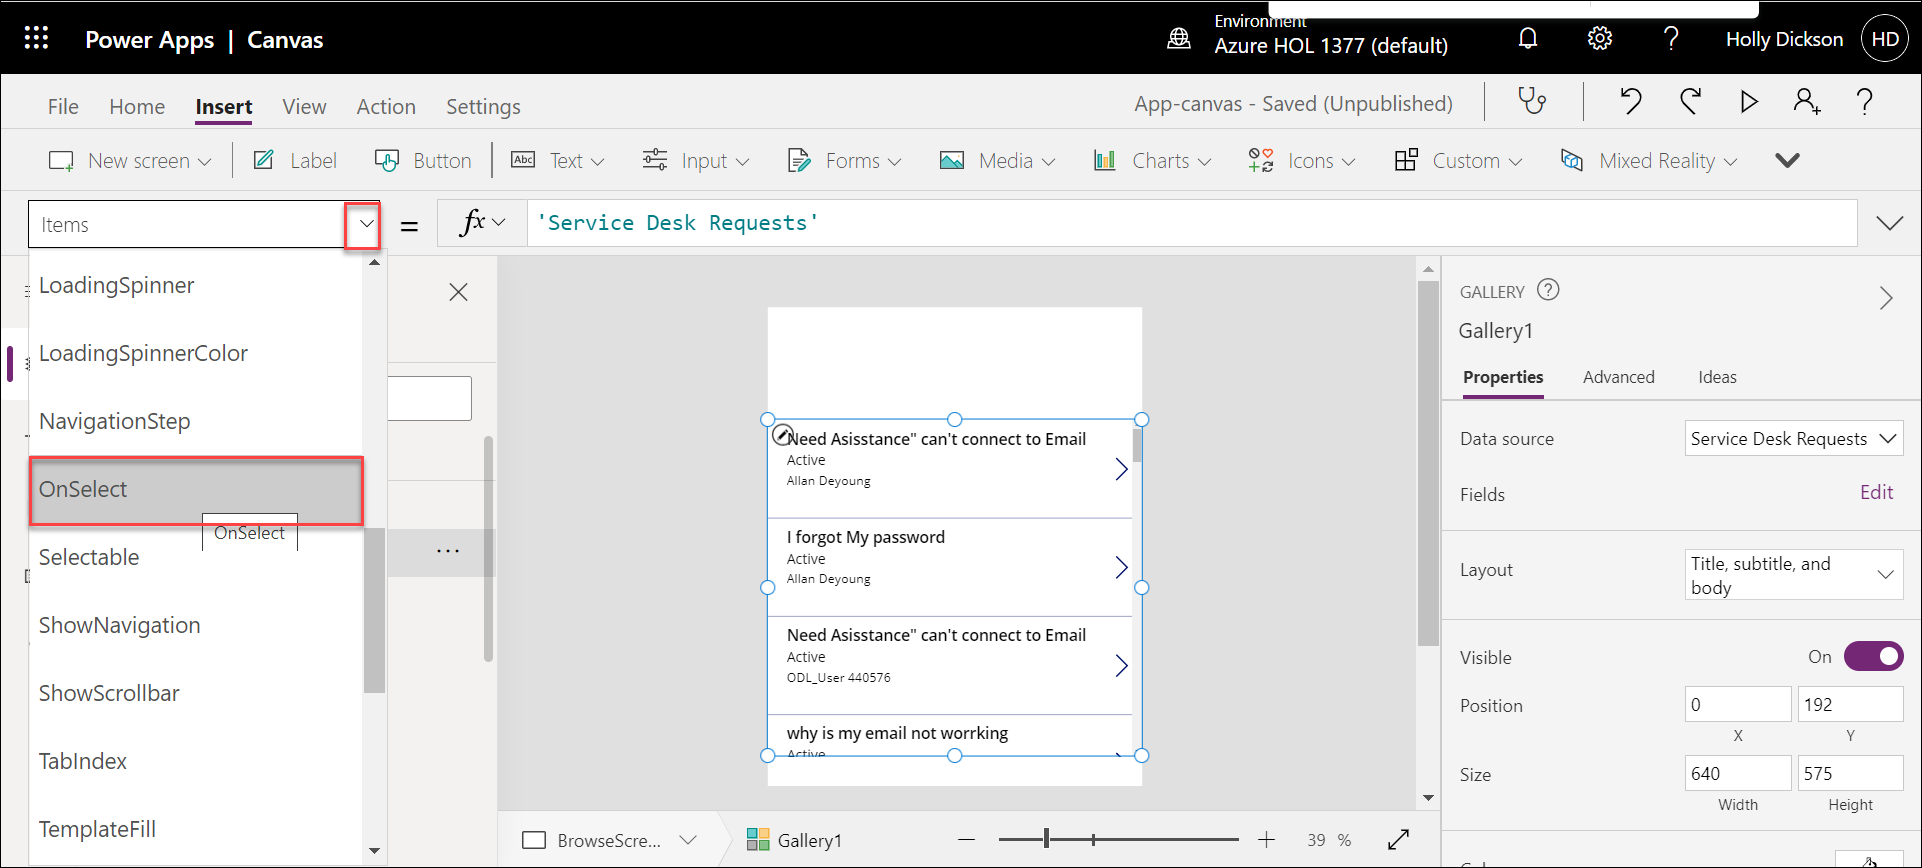 Power Apps | Canvas
Environment
Azure HOL 1377 (default)
Holly Dickson
HD
File Home Insert View Action Settings
App-canvas - Saved (Unpublished)
New screen Label Button Abc Text Input Forms Media Charts Icons Custom Mixed Reality
Items = fx 'Service Desk Requests'
LoadingSpinner
LoadingSpinnerColor
NavigationStep
OnSelect
OnSelect
Selectable
ShowNavigation
ShowScrollbar
TabIndex
TemplateFill
Need Asisstance" can't connect to Email
Active
Allan Deyoung
I forgot My password
Active
Allan Deyoung
Need Asisstance" can't connect to Email
Active
ODL_User 440576
why is my email not worrking
Active
BrowseScre... Gallery1 39 %
GALLERY
Gallery1
Properties Advanced Ideas
Data source Service Desk Requests
Fields Edit
Layout Title, subtitle, and
body
Visible On
Position 0 192
X Y
Size 640 575
Width Height